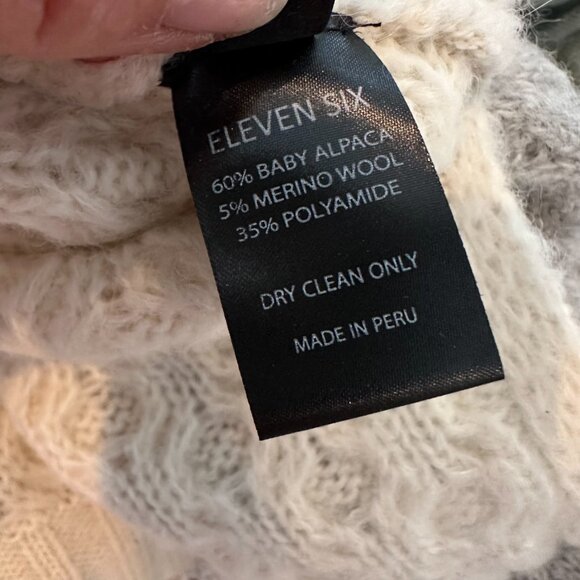 ELEVEN SIX
60% BABY ALPACA
5% MERINO WOOL
35% POLYAMIDE
DRY CLEAN ONLY
MADE IN PERU